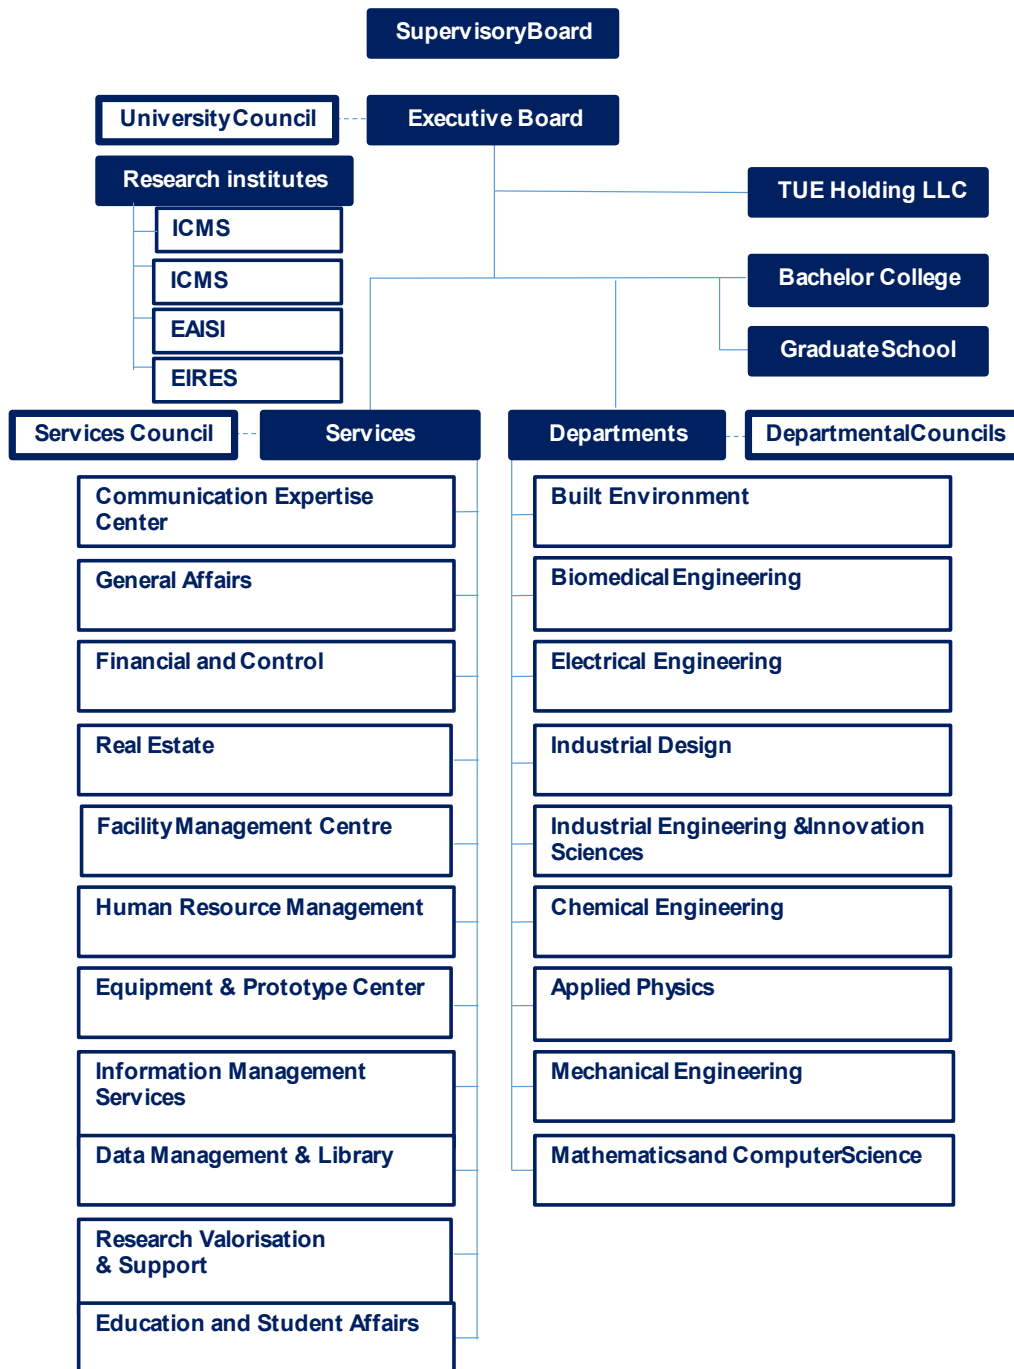 SupervisoryBoard
UniversityCouncil
Executive Board
Research institutes
ICMS
ICMS
EAISI
EIRES
TUE Holding LLC
Bachelor College
GraduateSchool
Services Council
Services
Departments
DepartmentalCouncils
Communication Expertise
Center
General Affairs
Financial and Control
Real Estate
Facility Management Centre
Human Resource Management
Equipment & Prototype Center
Information Management
Services
Data Management & Library
Research Valorisation
& Support
Education and Student Affairs
Built Environment
Biomedical Engineering
Electrical Engineering
Industrial Design
Industrial Engineering &Innovation
Sciences
Chemical Engineering
Applied Physics
Mechanical Engineering
Mathematicsand ComputerScience